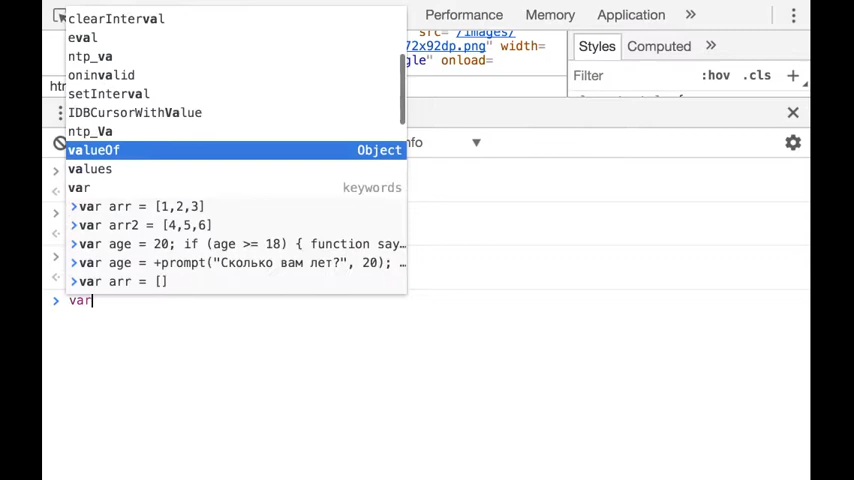 clearInterval
eval
ntp_va
oninvalid
setInterval
IDBCursorWithValue
ntp_Va
valueOf Object
values
var keywords
>var arr = [1,2,3]
>var arr2 = [4,5,6]
>var age = 20; if (age >= 18) { function say…
>var age = +prompt("Сколько вам лет?", 20); …
>var arr = []
> var
Performance Memory Application »
src="/images/
72x92dp.png" width=
gle" onload=
Styles Computed »
Filter :hov .cls +